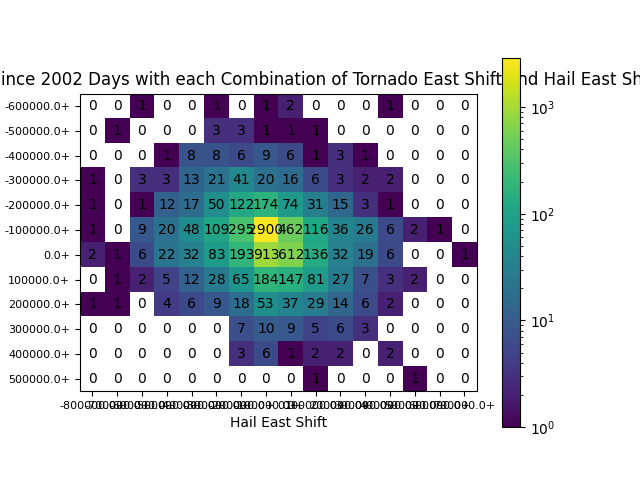 ince 2002 Days with each Combination of Tornado East Shift and Hail East Sh
-600000.0+ 0 0 1 0 0 1 0 1 2 0 0 0 1 0 0 0
-500000.0+ 0 1 0 0 0 3 3 1 1 1 0 0 0 0 0 0
-400000.0+ 0 0 0 1 8 8 6 9 6 1 3 1 0 0 0 0
-300000.0+ 1 0 3 3 13 21 41 20 16 6 3 2 2 0 0 0
-200000.0+ 1 0 1 12 17 50 122 174 74 31 15 3 1 0 0 0
-100000.0+ 1 0 9 20 48 109 295 2900 462 116 36 26 6 2 1 0
0.0+ 2 1 6 22 32 83 193 913 612 136 32 19 6 0 0 1
100000.0+ 0 1 2 5 12 28 65 184 147 81 27 7 3 2 0 0
200000.0+ 1 1 0 4 6 9 18 53 37 29 14 6 2 0 0 0
300000.0+ 0 0 0 0 0 0 7 10 9 5 6 3 0 0 0 0
400000.0+ 0 0 0 0 0 0 3 6 1 2 2 0 2 0 0 0
500000.0+ 0 0 0 0 0 0 0 0 0 1 0 0 0 1 0 0
Hail East Shift
10³
10²
10¹
10⁰